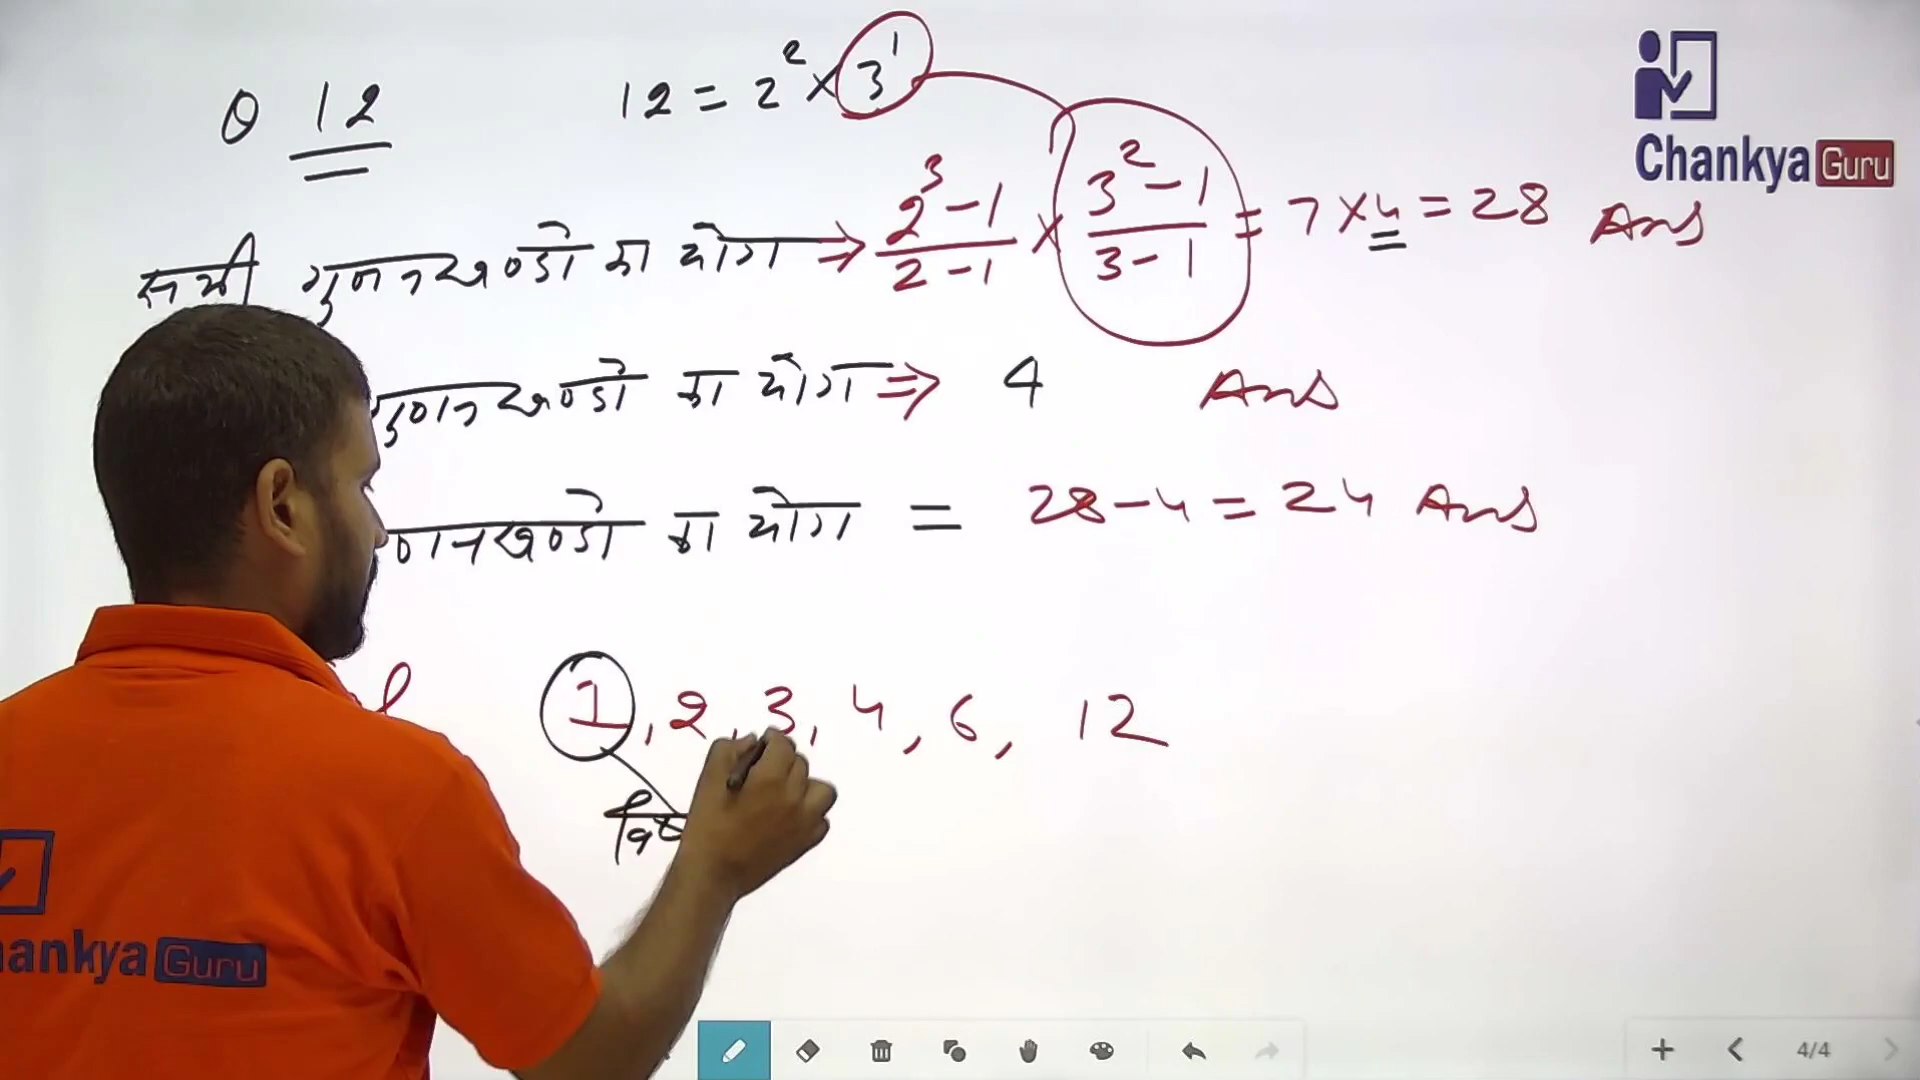 Q 12
12 = 2² × 3¹
Chankya Guru
सभी गुणनखण्डो का योग ⇒ 2³-1/2-1 × 3²-1/3-1 = 7 × 4 = 28 Ans
गुणनखण्डो का योग ⇒ 4 Ans
णनखण्डो का योग = 28 - 4 = 24 Ans
1, 2, 3, 4, 6, 12
विष
hankya Guru
4/4